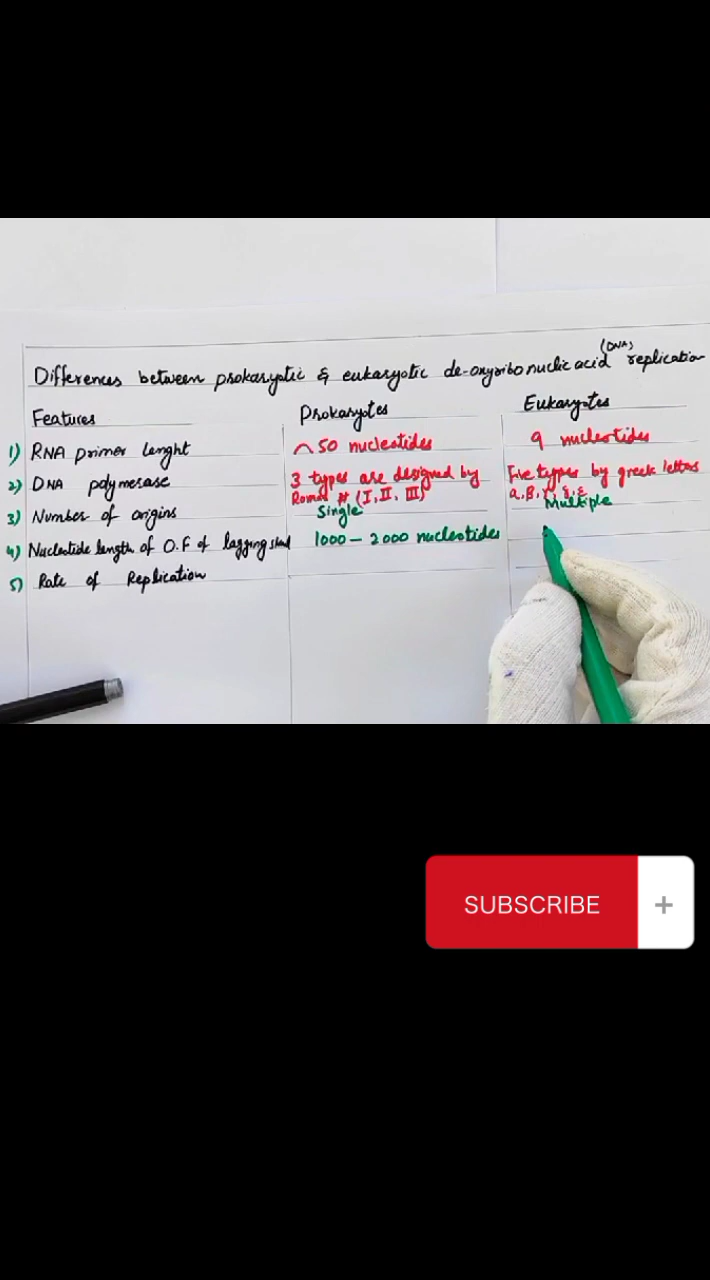 (DNA)
Differences between prokaryotic & eukaryotic de-oxyribo nuclic acid replication
Features Prokaryotes Eukaryotes
1) RNA primer lenght ~50 nucleotides 9 nucleotides
2) DNA polymerase 3 types are designed by Five types by greek letters
Roman # (I, II, III) α, β, γ, δ, ε
3) Number of origins Single Multiple
4) Nucleotide length of O.F of lagging strand 1000 - 2000 nucleotides
5) Rate of Replication
SUBSCRIBE +